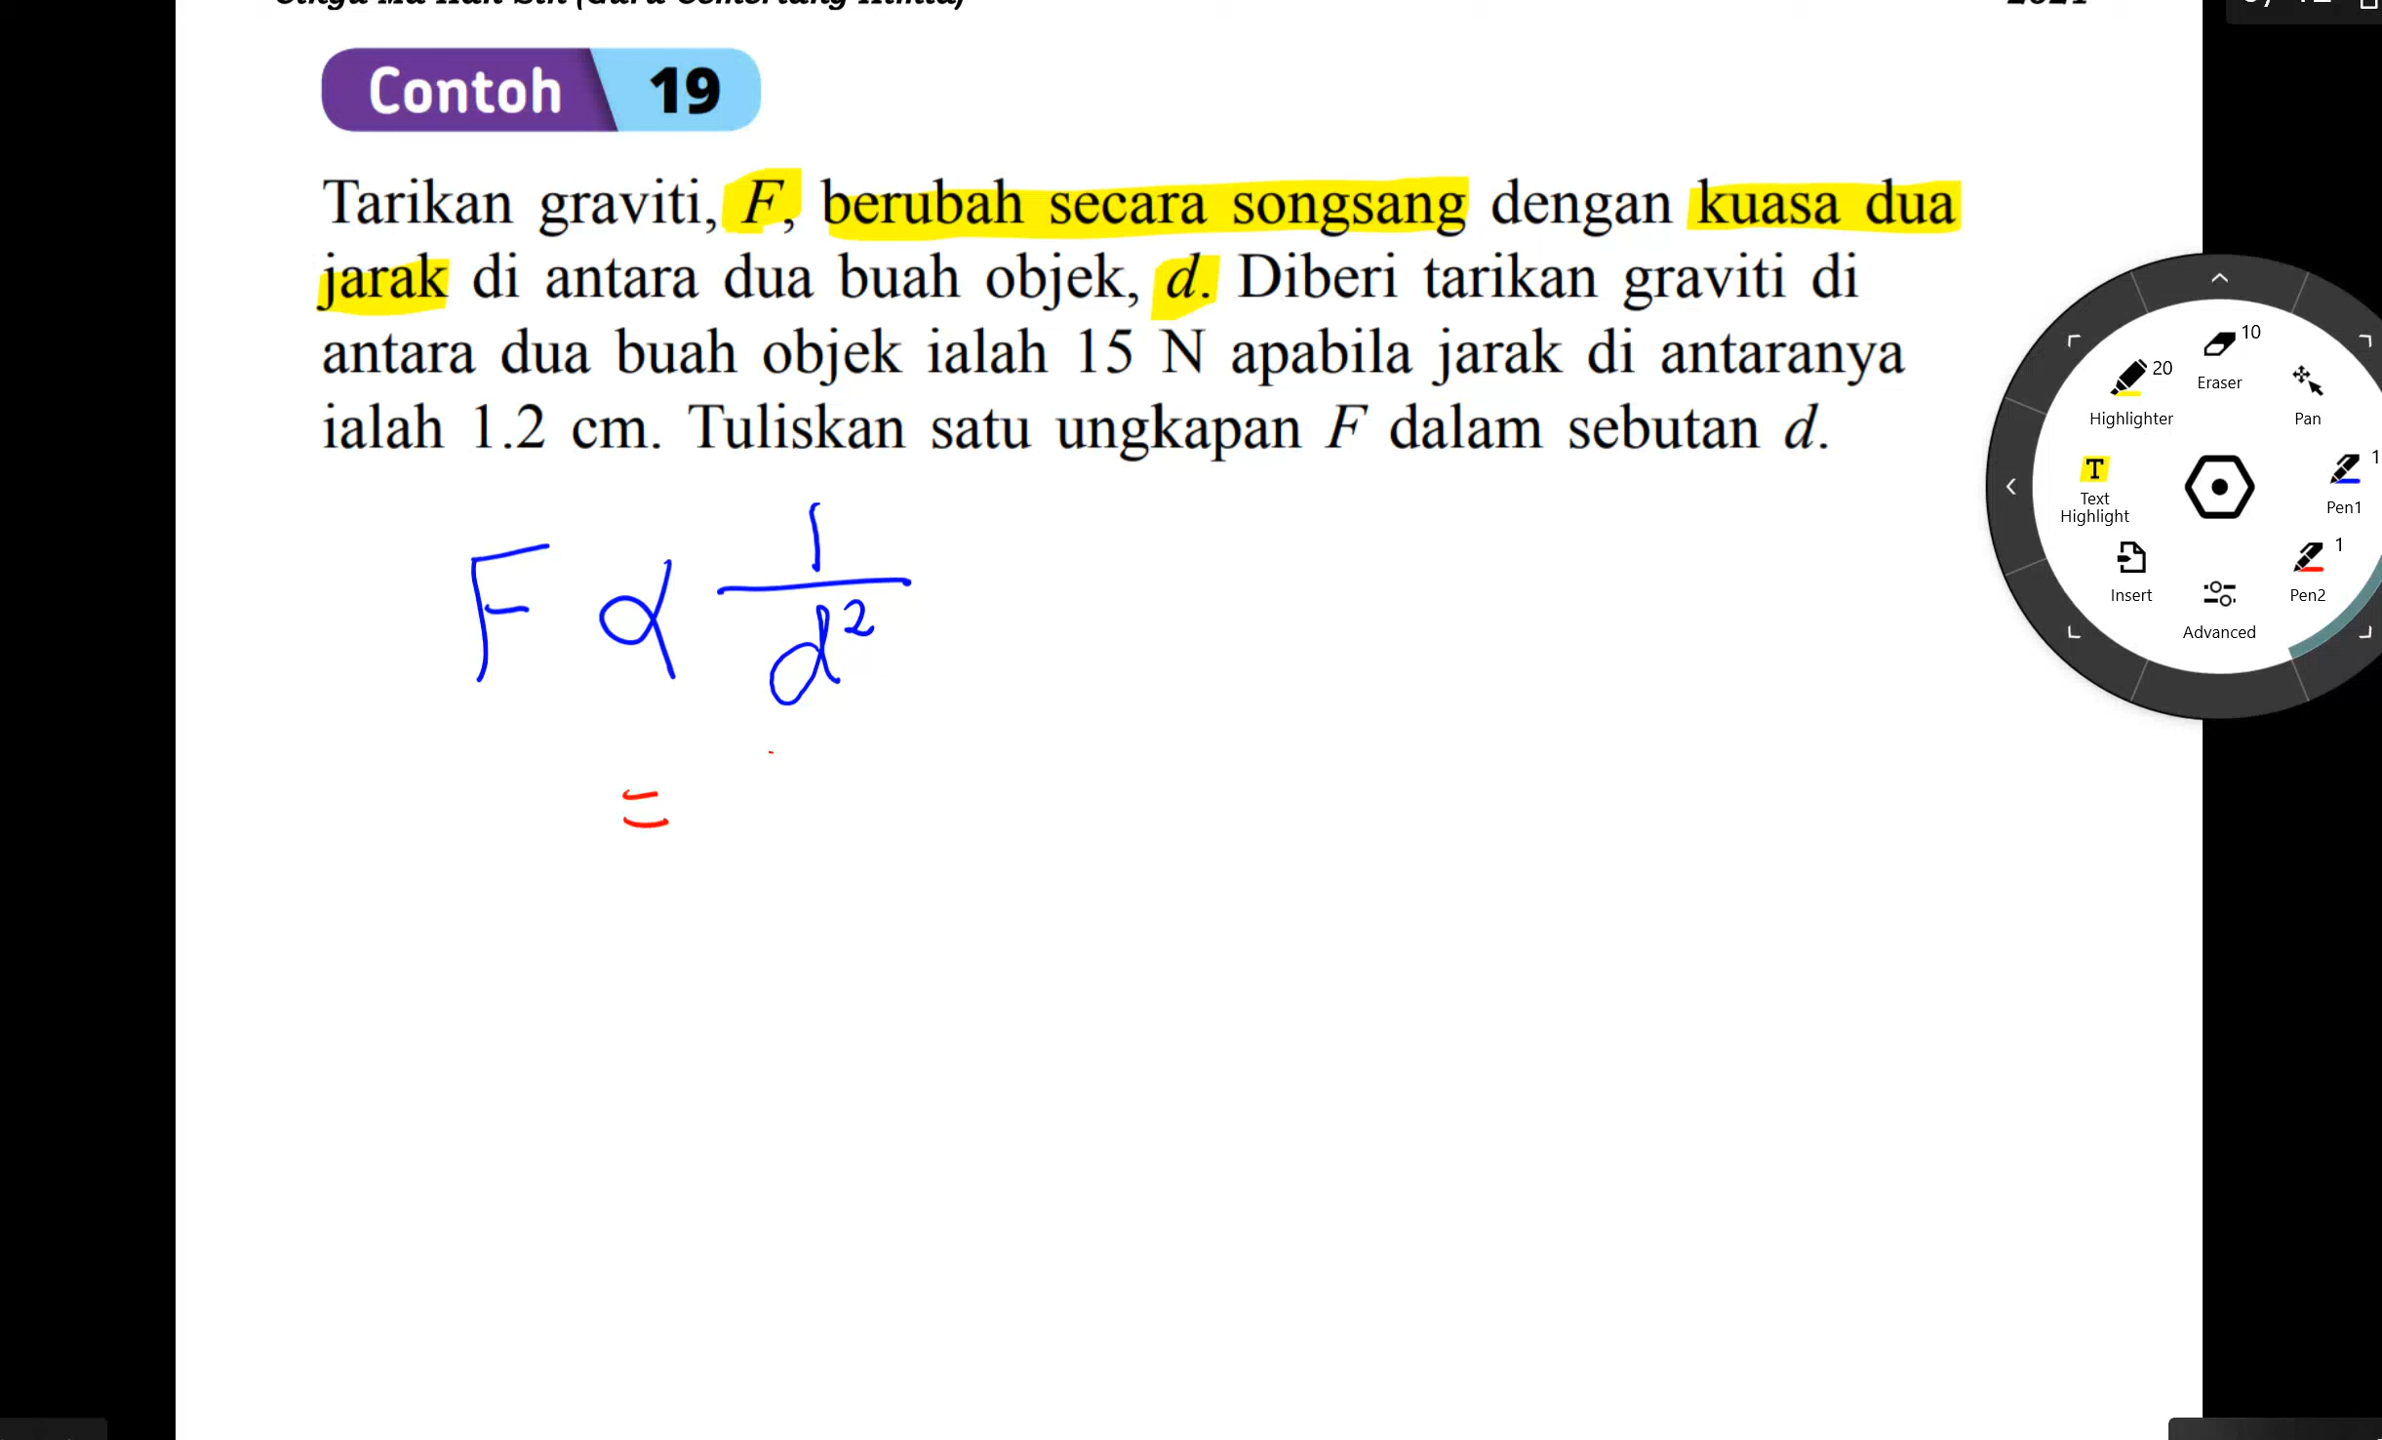 Contoh 19
Tarikan graviti, F, berubah secara songsang dengan kuasa dua
jarak di antara dua buah objek, d. Diberi tarikan graviti di
antara dua buah objek ialah 15 N apabila jarak di antaranya
ialah 1.2 cm. Tuliskan satu ungkapan F dalam sebutan d.
F α 1/d²
=
10
Eraser
20
Highlighter
Pan
T
Text
Highlight
1
Pen1
Insert
1
Pen2
Advanced